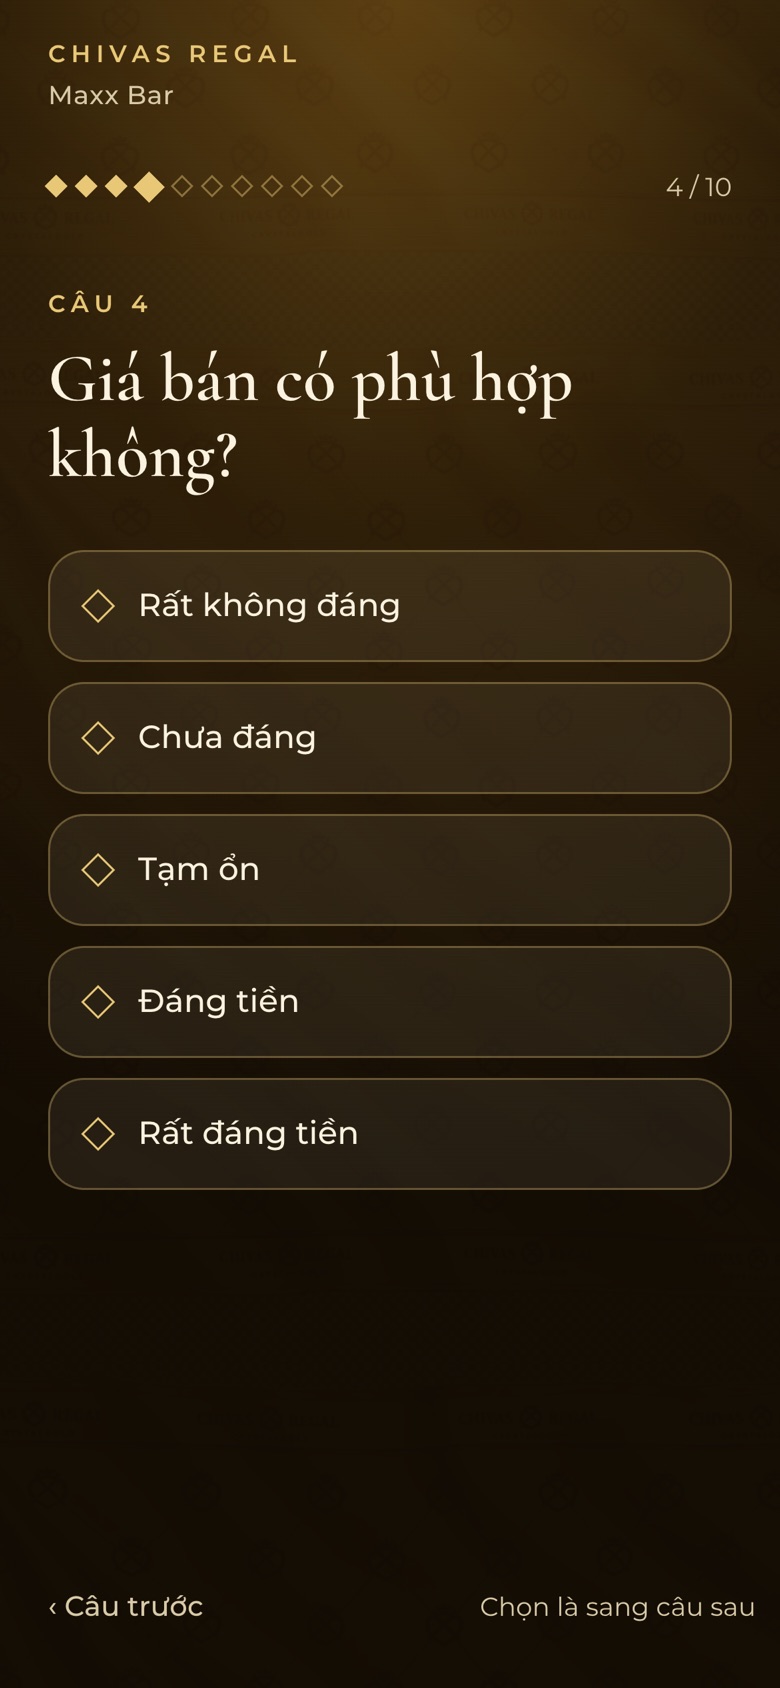 CHIVAS REGAL
Maxx Bar
4 / 10
CÂU 4
Giá bán có phù hợp
không?
Rất không đáng
Chưa đáng
Tạm ổn
Đáng tiền
Rất đáng tiền
‹ Câu trước
Chọn là sang câu sau